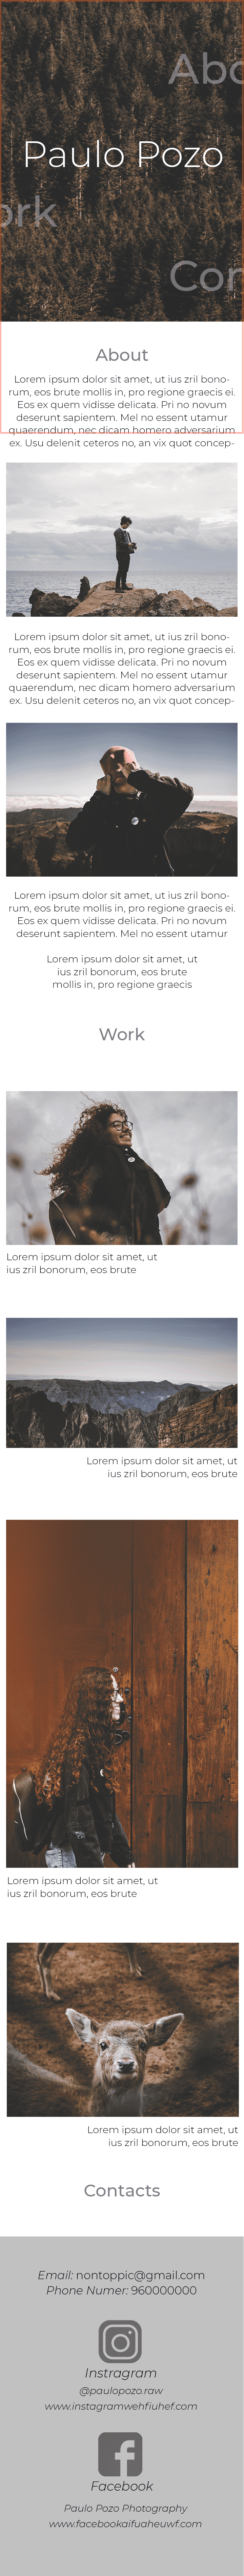 Abo
Paulo Pozo
ork
Cor
About
Lorem ipsum dolor sit amet, ut ius zril bono-
rum, eos brute mollis in, pro regione graecis ei.
Eos ex quem vidisse delicata. Pri no novum
deserunt sapientem. Mel no essent utamur
quaerendum, nec dicam homero adversarium
ex. Usu delenit ceteros no, an vix quot concep-
Lorem ipsum dolor sit amet, ut ius zril bono-
rum, eos brute mollis in, pro regione graecis ei.
Eos ex quem vidisse delicata. Pri no novum
deserunt sapientem. Mel no essent utamur
quaerendum, nec dicam homero adversarium
ex. Usu delenit ceteros no, an vix quot concep-
Lorem ipsum dolor sit amet, ut ius zril bono-
rum, eos brute mollis in, pro regione graecis ei.
Eos ex quem vidisse delicata. Pri no novum
deserunt sapientem. Mel no essent utamur
Lorem ipsum dolor sit amet, ut
ius zril bonorum, eos brute
mollis in, pro regione graecis
Work
Lorem ipsum dolor sit amet, ut
ius zril bonorum, eos brute
Lorem ipsum dolor sit amet, ut
ius zril bonorum, eos brute
Lorem ipsum dolor sit amet, ut
ius zril bonorum, eos brute
Lorem ipsum dolor sit amet, ut
ius zril bonorum, eos brute
Contacts
Email: nontoppic@gmail.com
Phone Numer: 960000000
Instragram
@paulopozo.raw
www.instagramwehfiuhef.com
Facebook
Paulo Pozo Photography
www.facebookaifuaheuwf.com